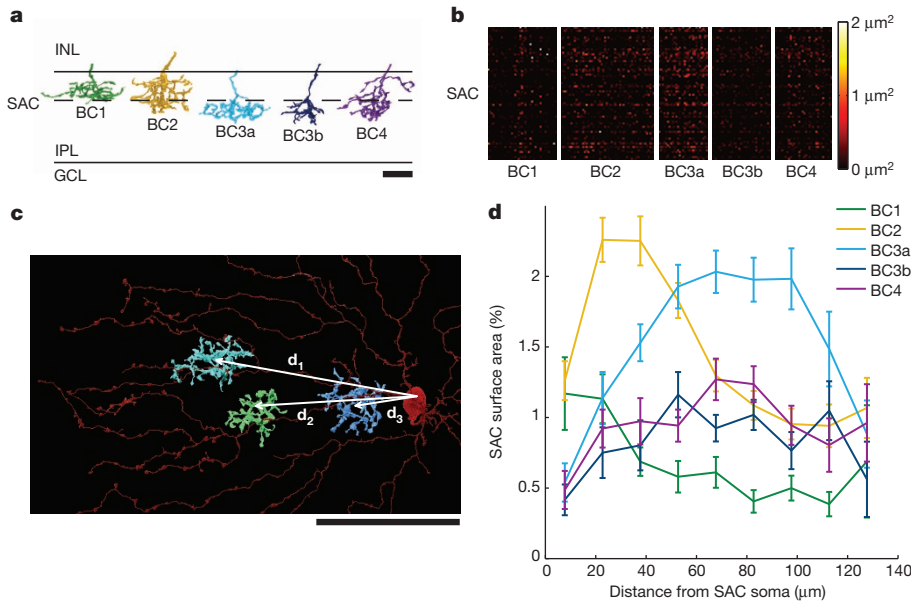 a
INL
SAC
BC1
BC2
BC3a
BC3b
BC4
IPL
GCL
b
SAC
BC1 BC2 BC3a BC3b BC4
2 μm²
1 μm²
0 μm²
c
d₁
d₂
d₃
d
BC1
BC2
BC3a
BC3b
BC4
SAC surface area (%)
2
1.5
1
0.5
0
0 20 40 60 80 100 120 140
Distance from SAC soma (μm)